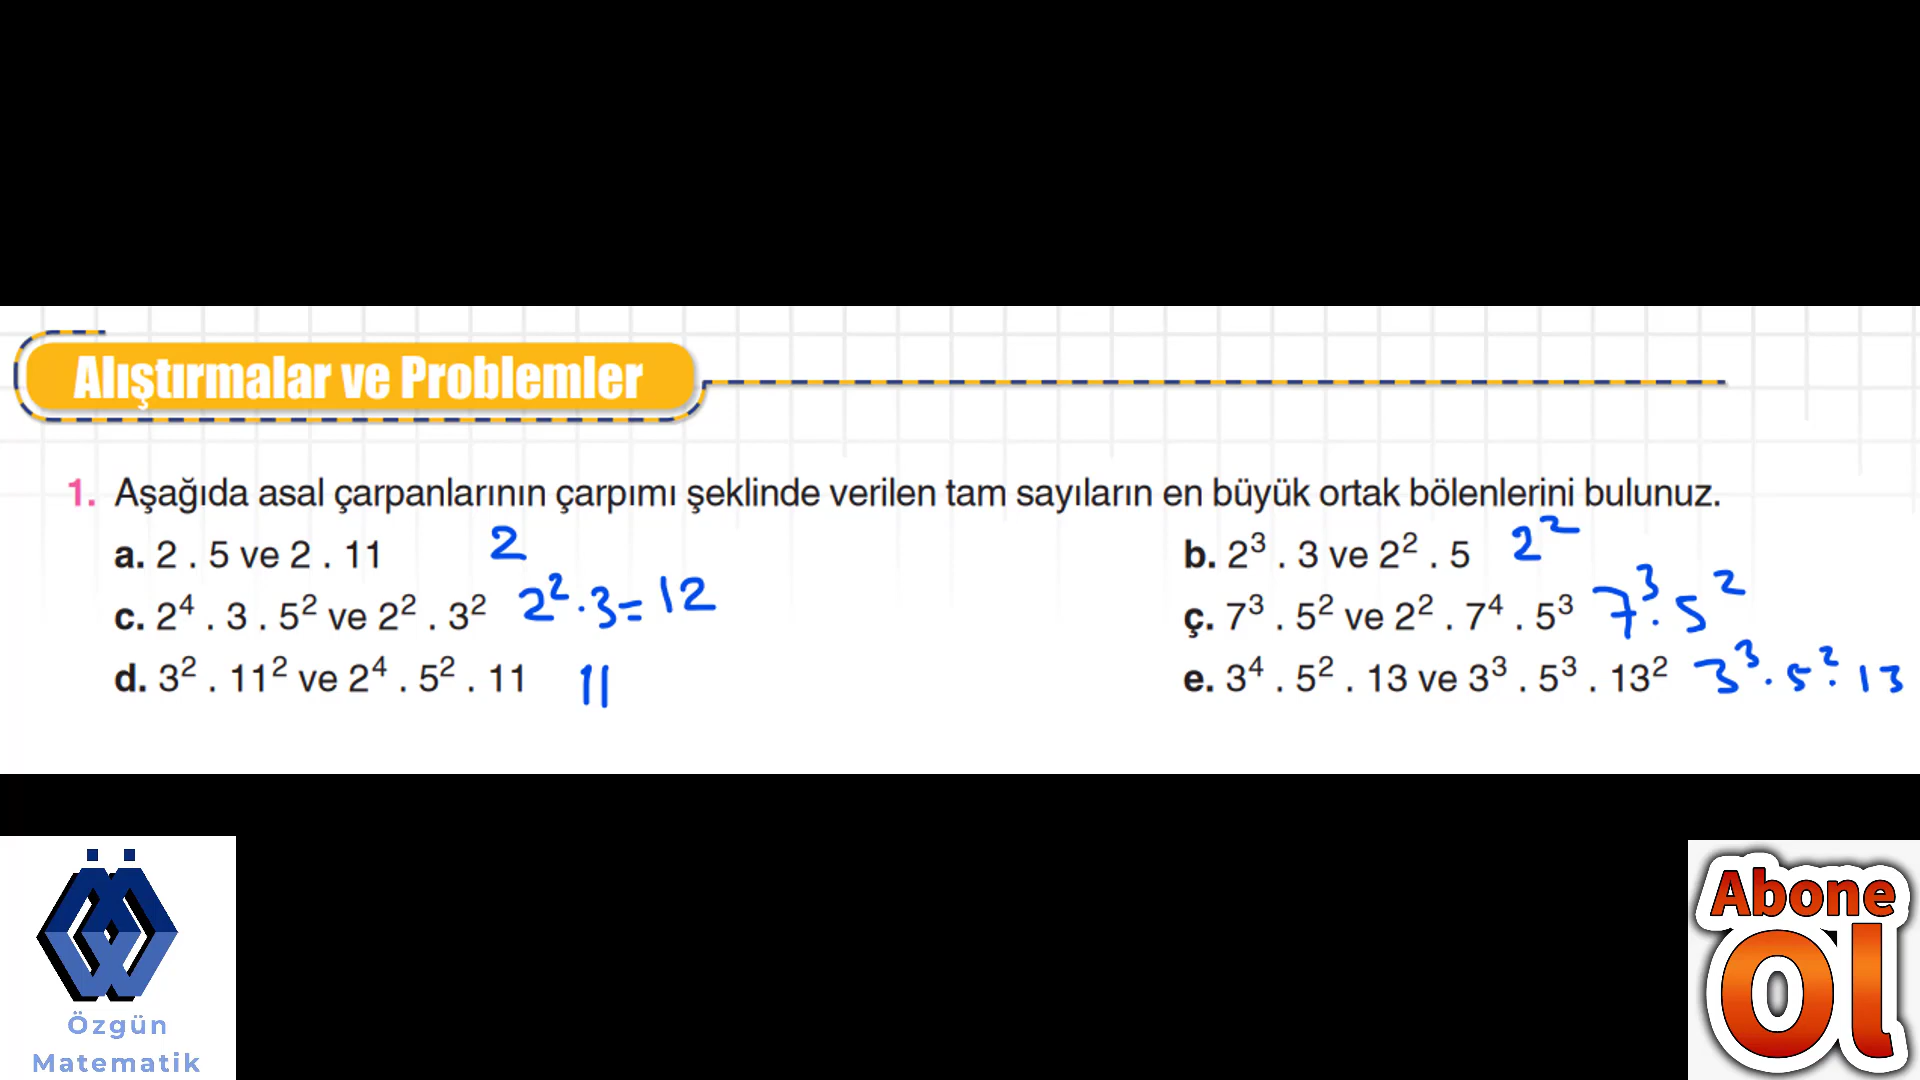 Alıştırmalar ve Problemler
1. Aşağıda asal çarpanlarının çarpımı şeklinde verilen tam sayıların en büyük ortak bölenlerini bulunuz.
a. 2 . 5 ve 2 . 11 2
b. 2³ . 3 ve 2² . 5 2²
c. 2⁴ . 3 . 5² ve 2² . 3² 2² . 3 = 12
ç. 7³ . 5² ve 2² . 7⁴ . 5³ 7³ . 5²
d. 3² . 11² ve 2⁴ . 5² . 11 11
e. 3⁴ . 5² . 13 ve 3³ . 5³ . 13² 3³ . 5² . 13
Özgün
Matematik
Abone
Ol